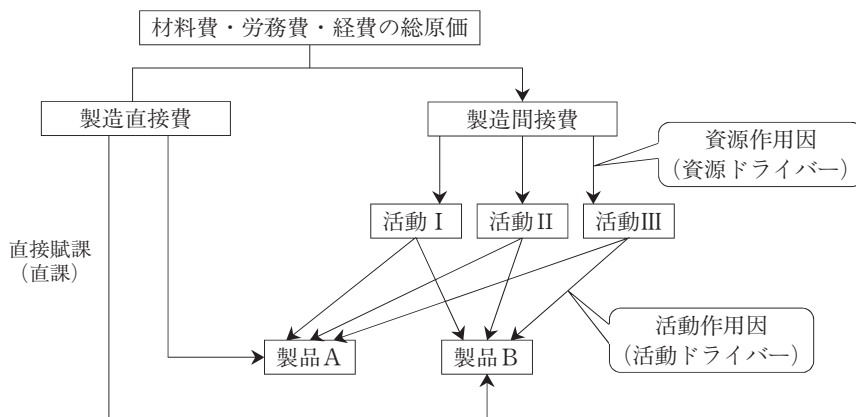 材料費・労務費・経費の総原価
製造直接費
製造間接費
資源作用因
（資源ドライバー）
活動Ⅰ
活動Ⅱ
活動Ⅲ
直接賦課
（直課）
活動作用因
（活動ドライバー）
製品A
製品B